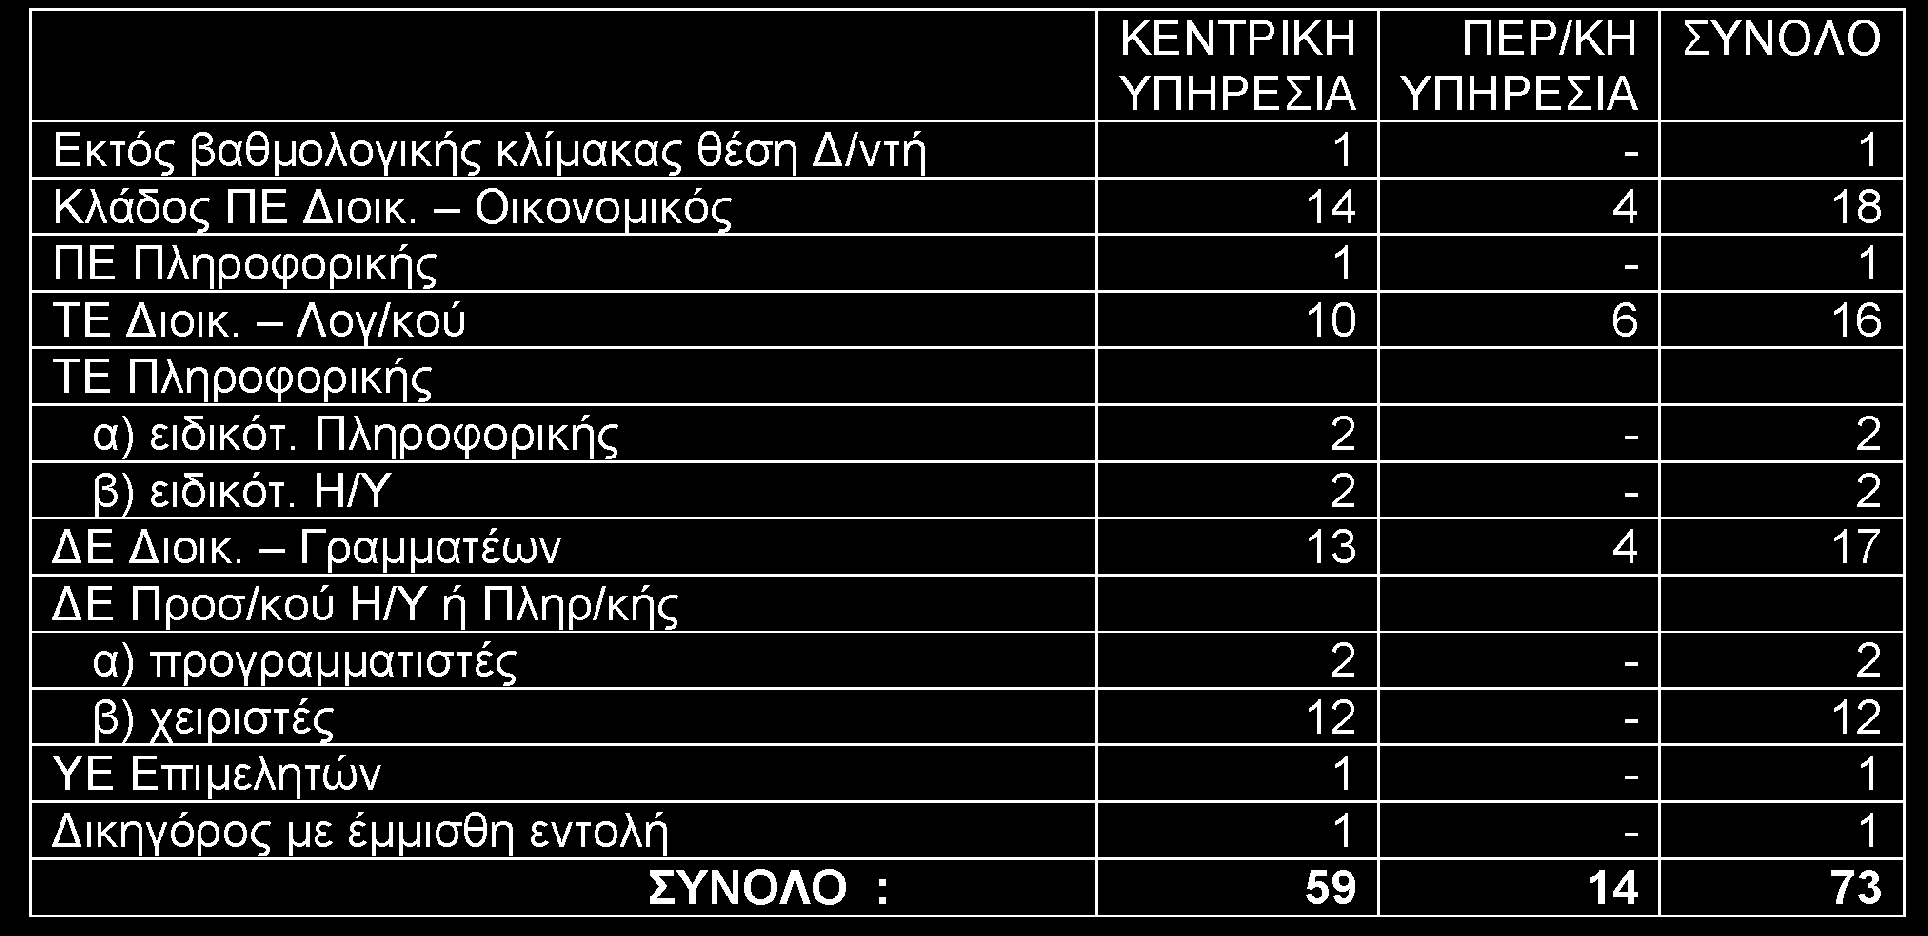 ΚΕΝΤΡΙΚΗ ΥΠΗΡΕΣΙΑ ΠΕΡ/ΚΗ ΥΠΗΡΕΣΙΑ ΣΥΝΟΛΟ
Εκτός βαθμολογικής κλίμακας θέση Δ/ντή 1 - 1
Κλάδος ΠΕ Διοικ. – Οικονομικός 14 4 18
ΠΕ Πληροφορικής 1 - 1
ΤΕ Διοικ. – Λογ/κού 10 6 16
ΤΕ Πληροφορικής
α) ειδικότ. Πληροφορικής 2 - 2
β) ειδικότ. Η/Υ 2 - 2
ΔΕ Διοικ. – Γραμματέων 13 4 17
ΔΕ Προσ/κού Η/Υ ή Πληρ/κής
α) προγραμματιστές 2 - 2
β) χειριστές 12 - 12
ΥΕ Επιμελητών 1 - 1
Δικηγόρος με έμμισθη εντολή 1 - 1
ΣΥΝΟΛΟ : 59 14 73